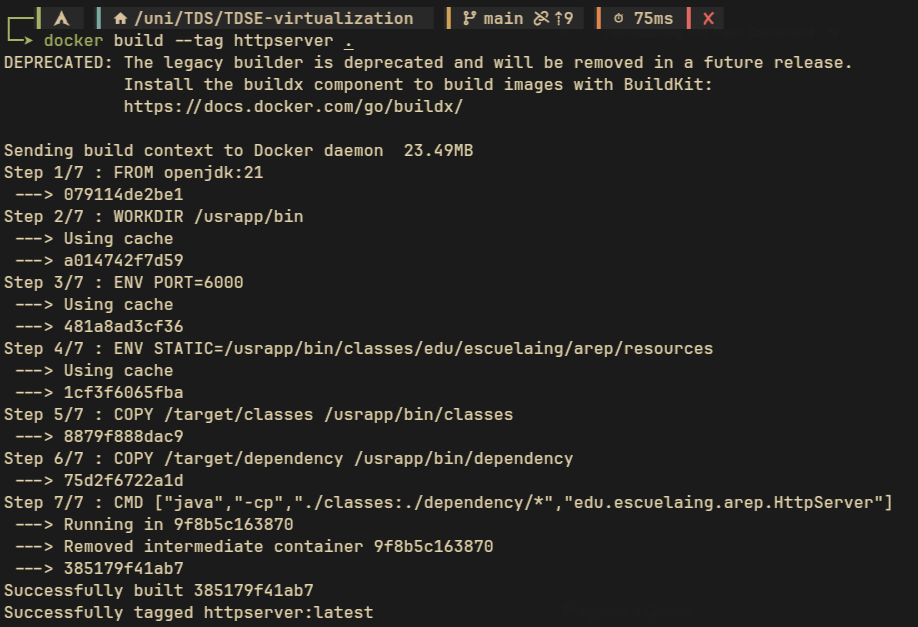 /uni/TDS/TDSE-virtualization main ↑9 75ms
docker build --tag httpserver .
DEPRECATED: The legacy builder is deprecated and will be removed in a future release.
Install the buildx component to build images with BuildKit:
https://docs.docker.com/go/buildx/
Sending build context to Docker daemon  23.49MB
Step 1/7 : FROM openjdk:21
---> 079114de2be1
Step 2/7 : WORKDIR /usrapp/bin
---> Using cache
---> a014742f7d59
Step 3/7 : ENV PORT=6000
---> Using cache
---> 481a8ad3cf36
Step 4/7 : ENV STATIC=/usrapp/bin/classes/edu/escuelaing/arep/resources
---> Using cache
---> 1cf3f6065fba
Step 5/7 : COPY /target/classes /usrapp/bin/classes
---> 8879f888dac9
Step 6/7 : COPY /target/dependency /usrapp/bin/dependency
---> 75d2f6722a1d
Step 7/7 : CMD ["java","-cp","./classes:./dependency/*","edu.escuelaing.arep.HttpServer"]
---> Running in 9f8b5c163870
---> Removed intermediate container 9f8b5c163870
---> 385179f41ab7
Successfully built 385179f41ab7
Successfully tagged httpserver:latest